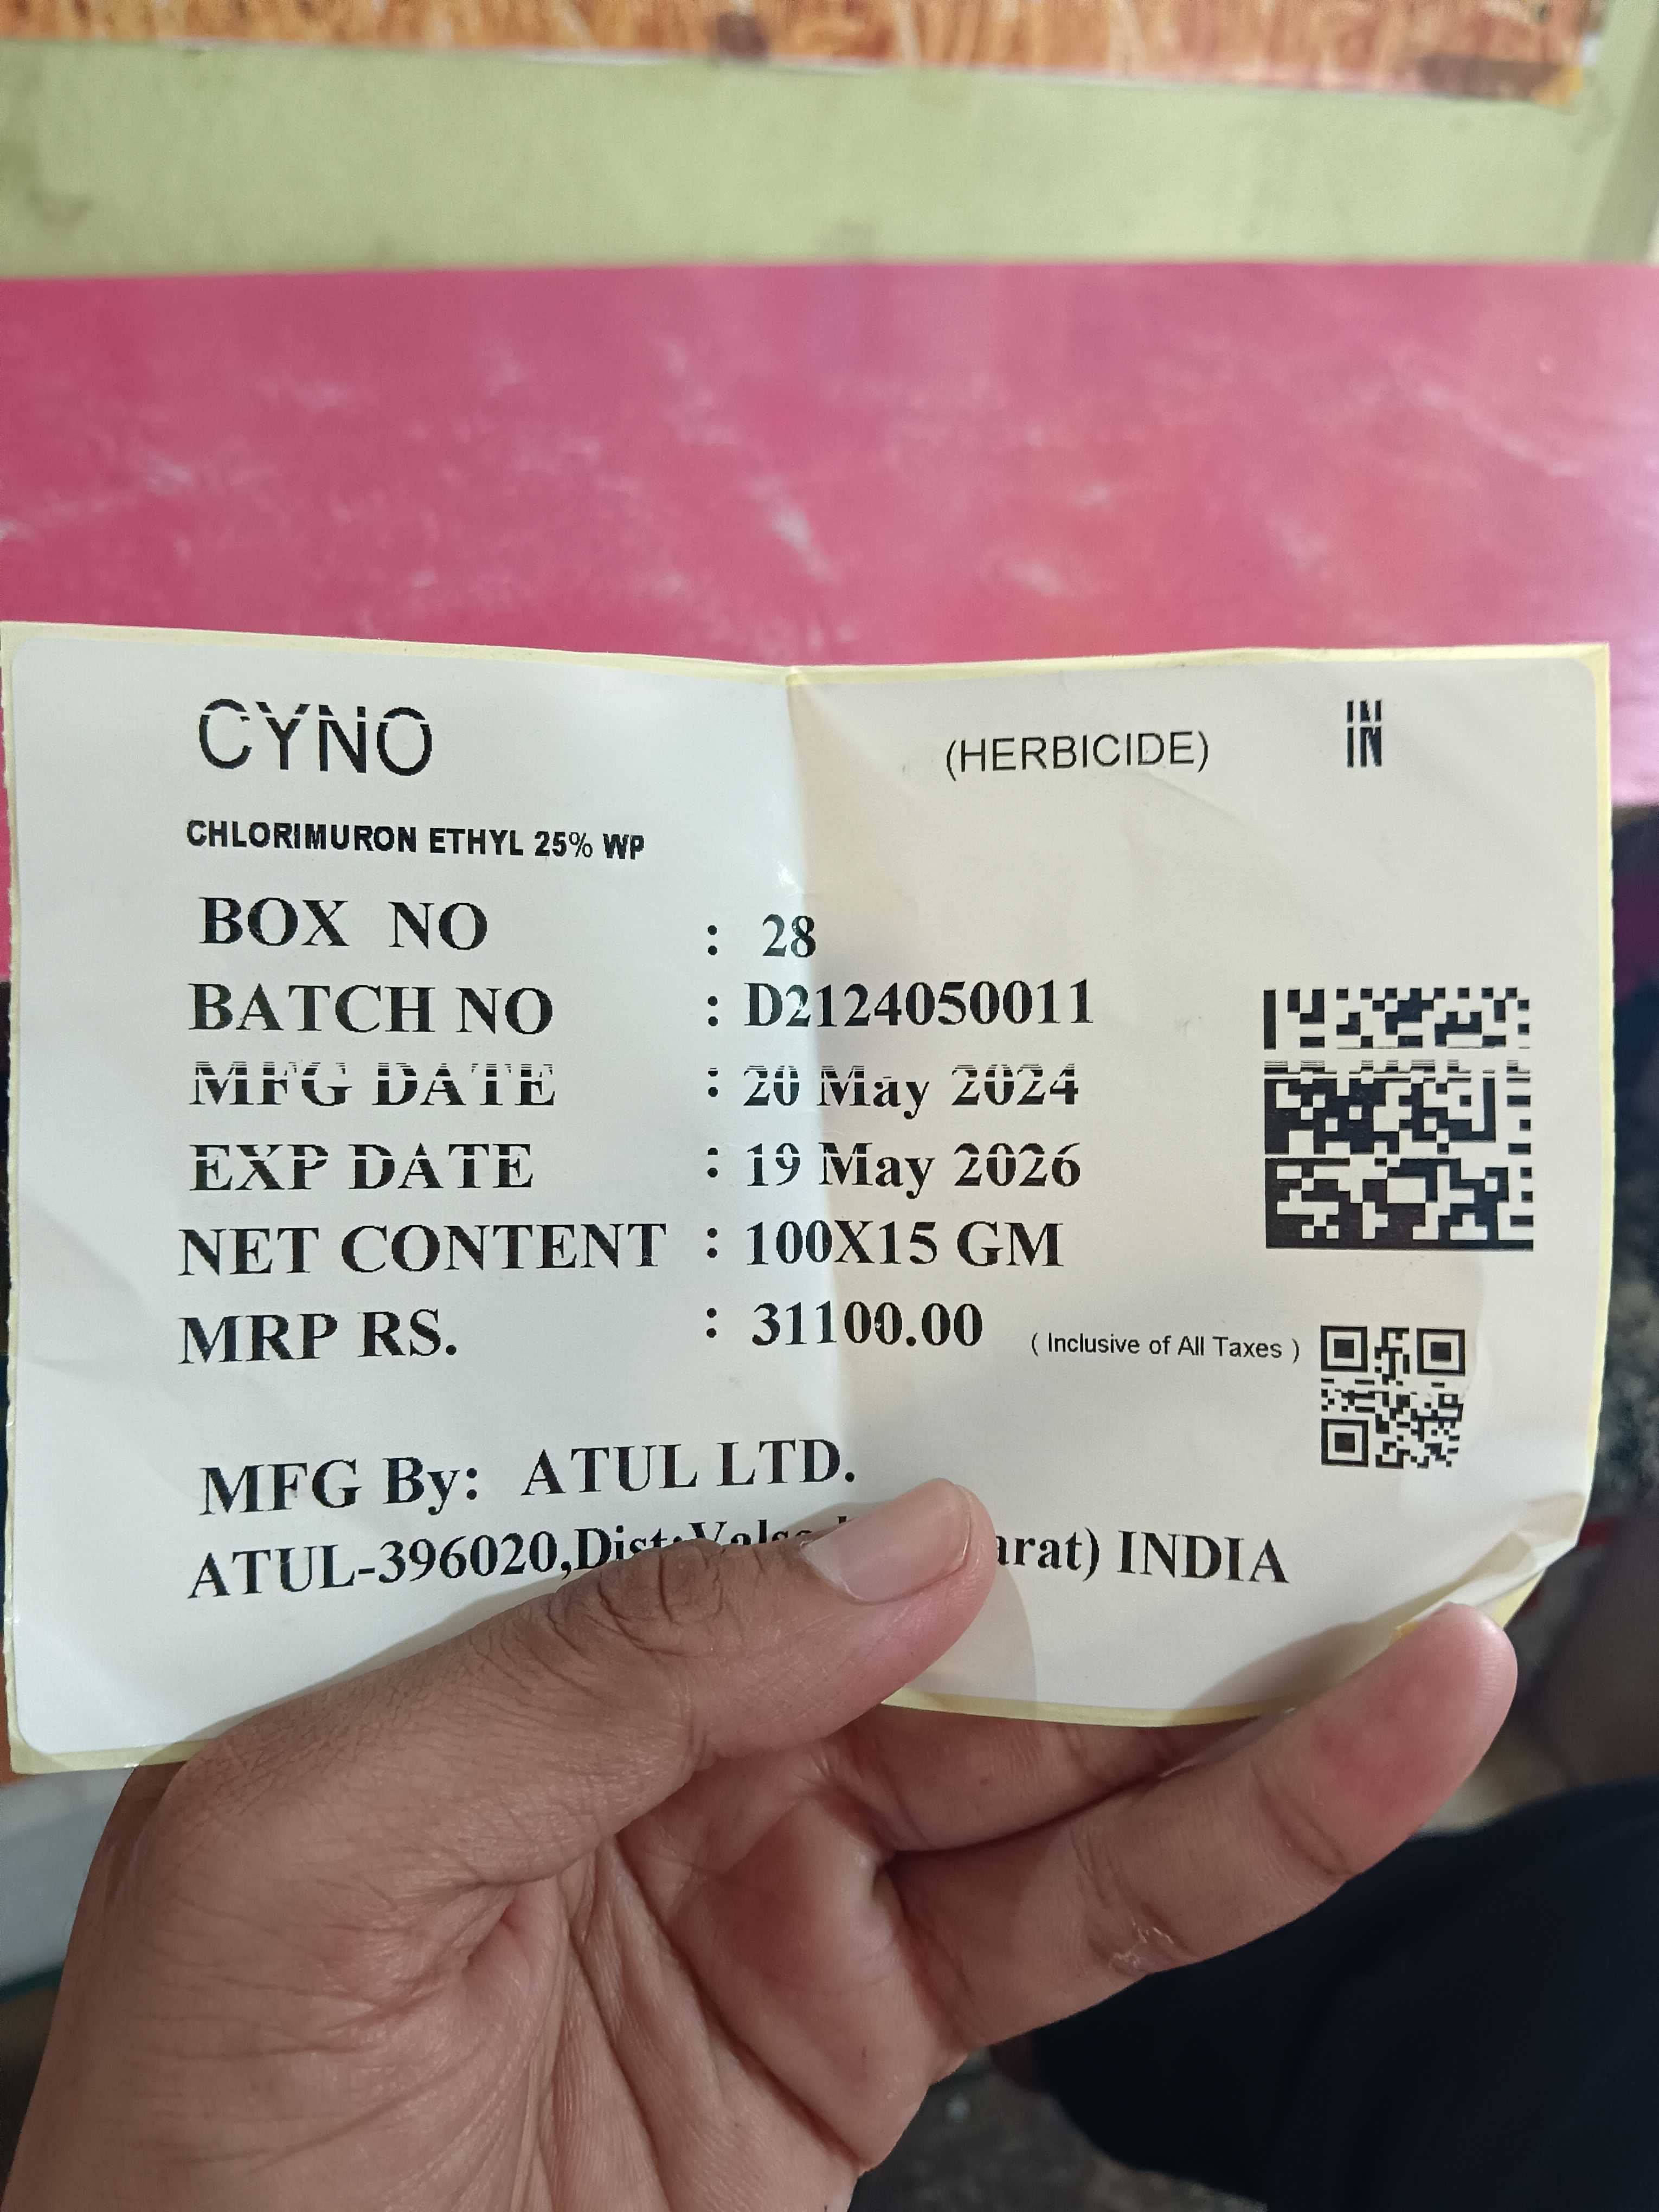 CYNO (HERBICIDE) IN
CHLORIMURON ETHYL 25% WP
BOX NO : 28
BATCH NO : D2124050011
MFG DATE : 20 May 2024
EXP DATE : 19 May 2026
NET CONTENT : 100X15 GM
MRP RS. : 31100.00 ( Inclusive of All Taxes )
MFG By: ATUL LTD.
ATUL-396020,Dist: INDIA